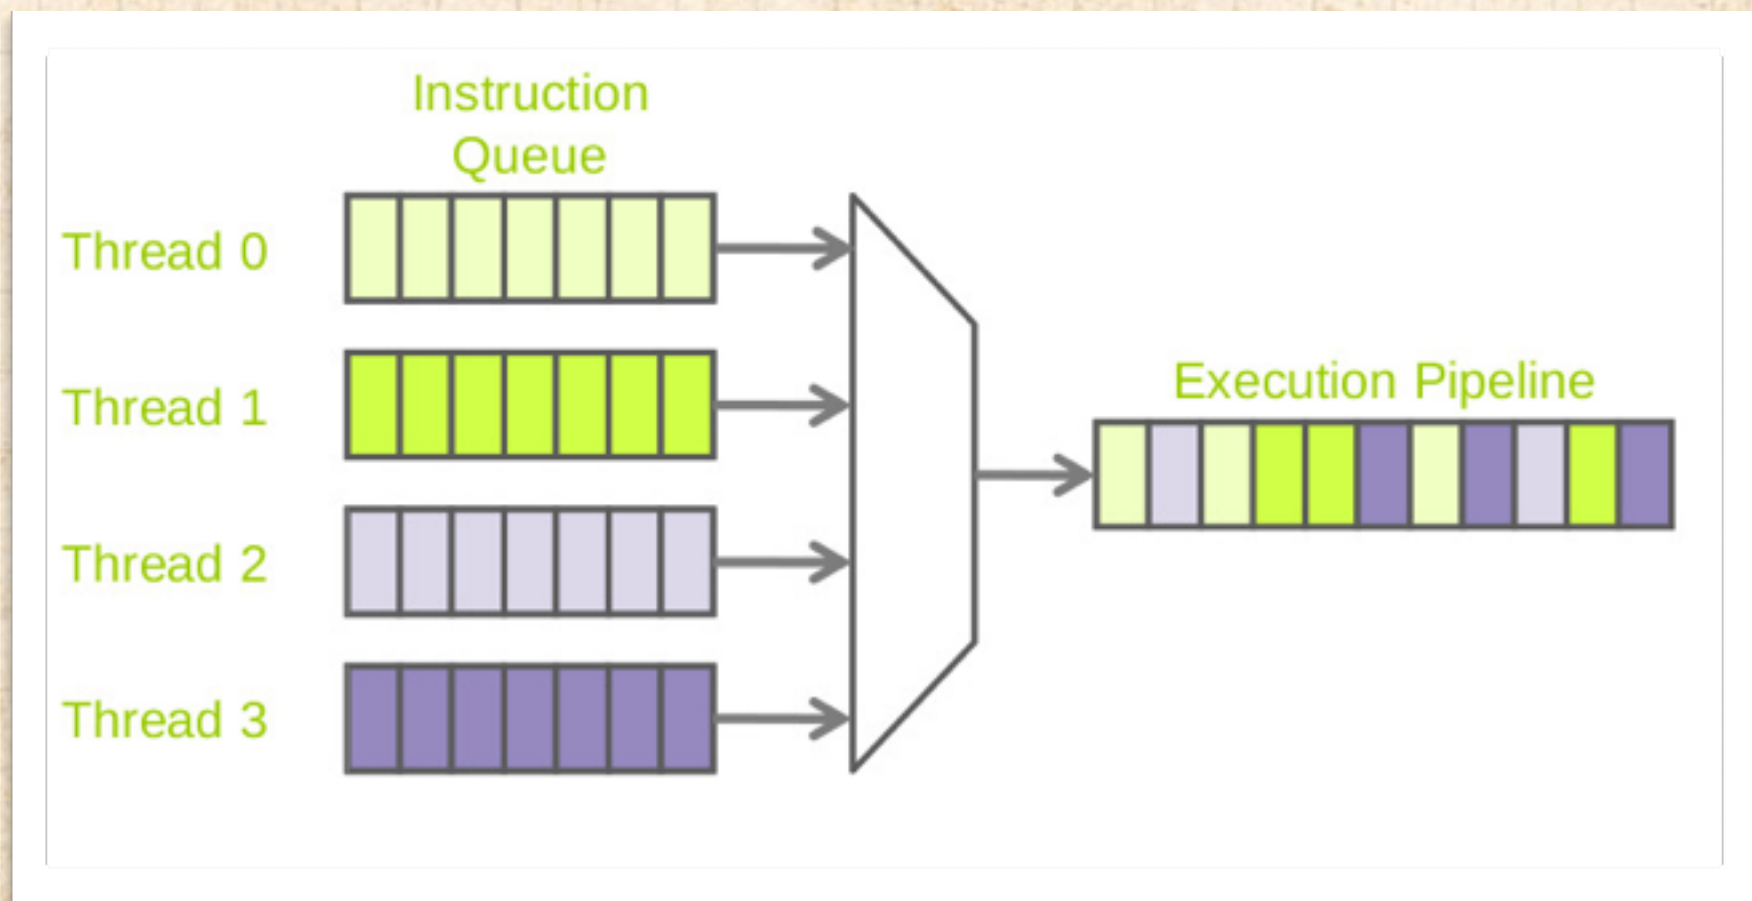 Instruction
Queue
Thread 0
Thread 1
Execution Pipeline
Thread 2
Thread 3